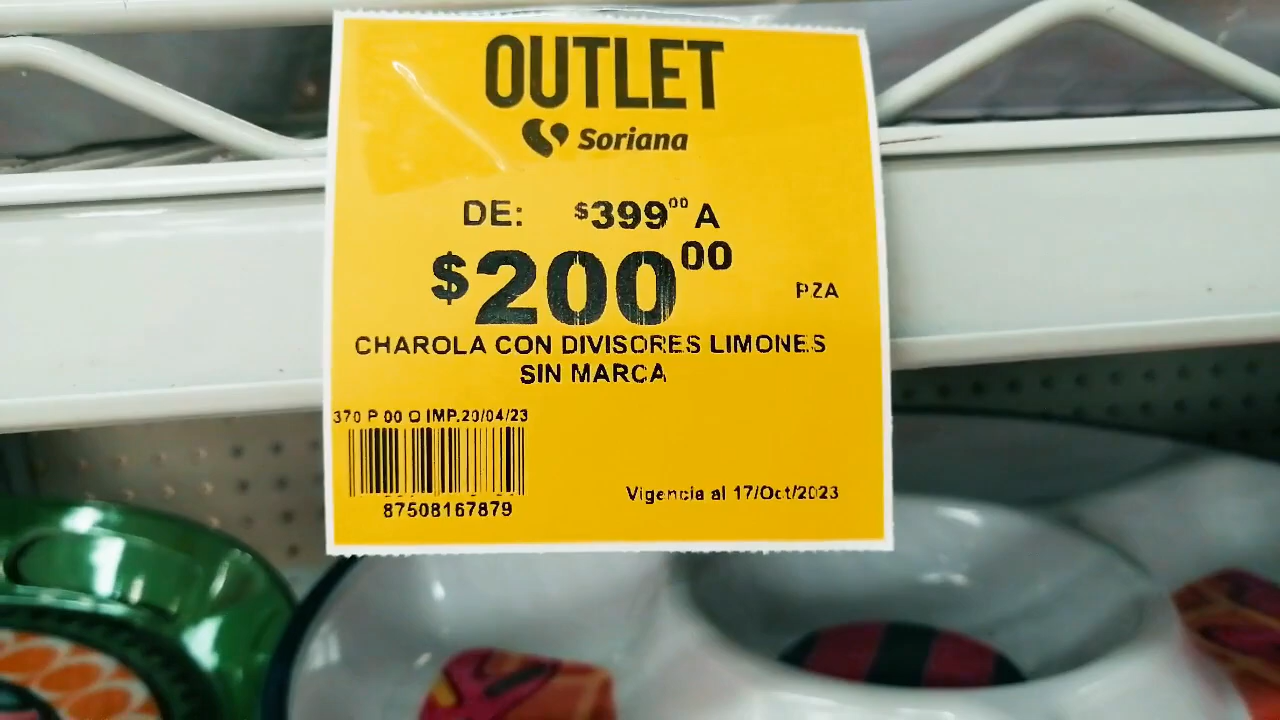 OUTLET
Soriana
DE: $399⁰⁰ A
$200⁰⁰
PZA
CHAROLA CON DIVISORES LIMONES
SIN MARCA
370 P 00 O IMP.20/04/23
87508167879
Vigencia al 17/Oct/2023